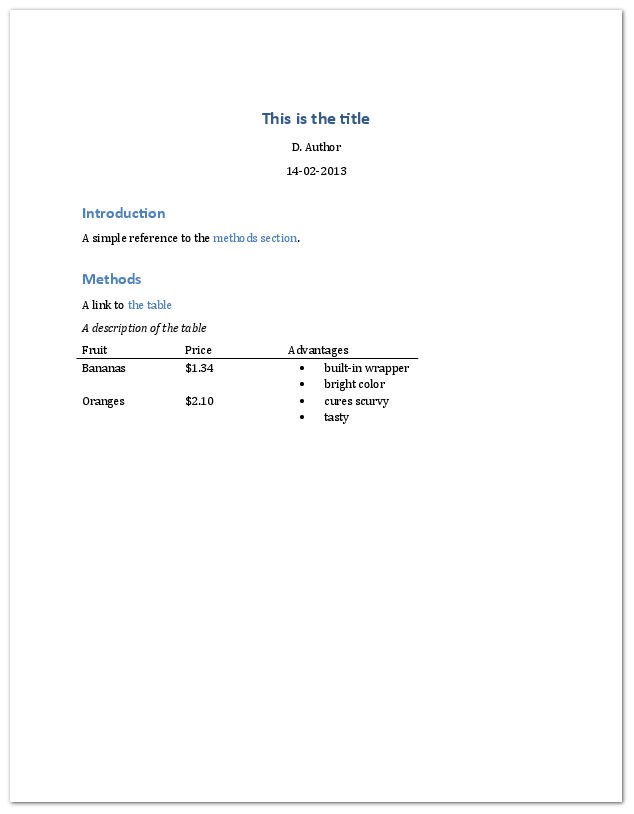 This is the title
D. Author
14-02-2013
Introduction
A simple reference to the methods section.
Methods
A link to the table
A description of the table
Fruit Price Advantages
Bananas $1.34 • built-in wrapper
• bright color
Oranges $2.10 • cures scurvy
• tasty